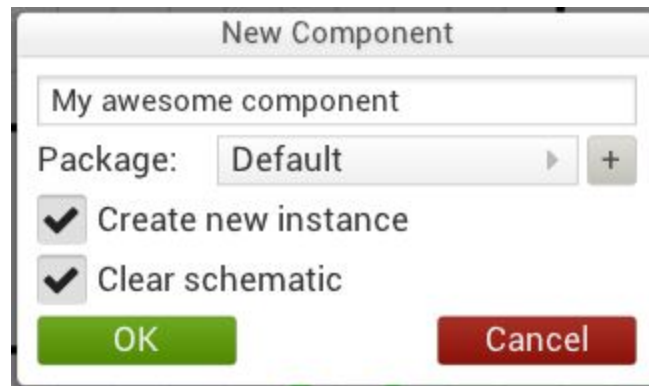 New Component
My awesome component
Package: Default +
Create new instance
Clear schematic
OK Cancel